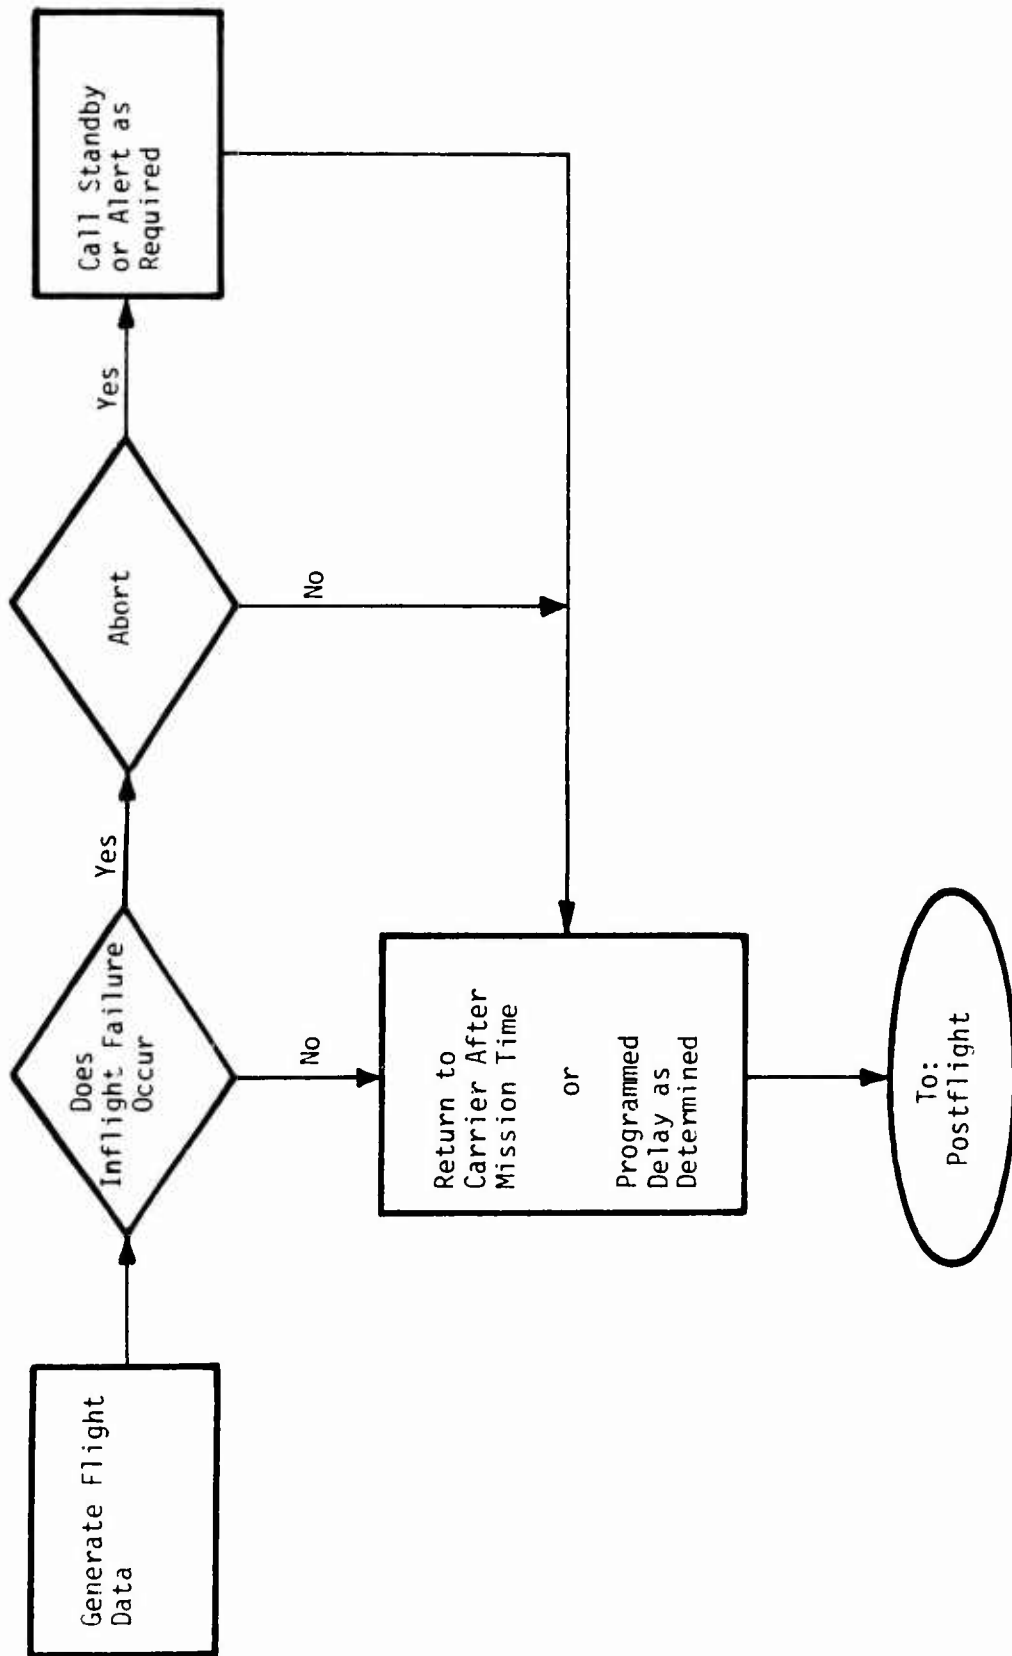 Generate Flight
Data
Does
Inflight Failure
Occur
Yes
No
Abort
Yes
No
Call Standby
or Alert as
Required
Return to
Carrier After
Mission Time
or
Programmed
Delay as
Determined
To:
Postflight